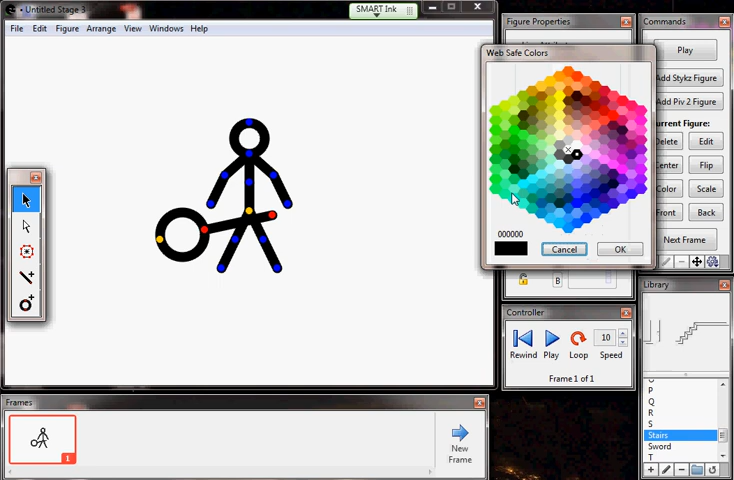 Untitled Stage 3
SMART Ink
File Edit Figure Arrange View Windows Help
Figure Properties
Web Safe Colors
000000
Cancel
OK
B
Controller
Rewind Play Loop Speed
10
Frame 1 of 1
Commands
Play
Add Stykz Figure
Add Piv 2 Figure
Current Figure:
Delete Edit
Center Flip
Color Scale
Front Back
Next Frame
Library
P
Q
R
S
Stairs
Sword
T
Frames
1
New
Frame